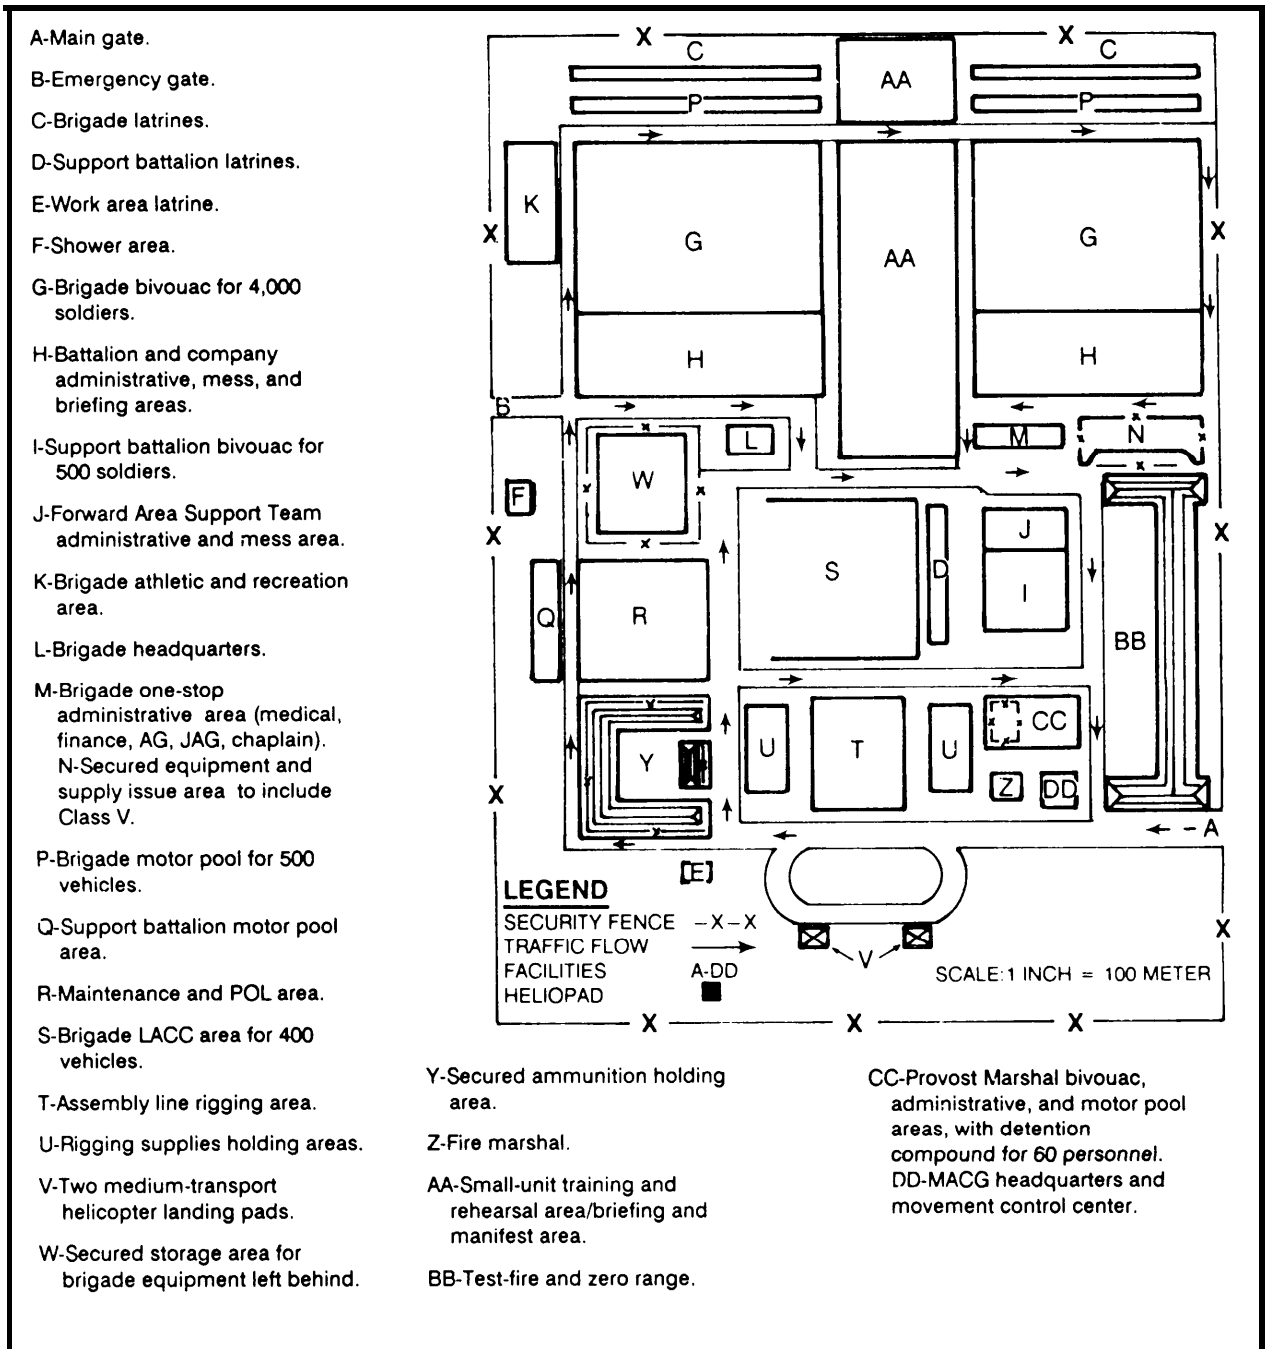 A-Main gate.
B-Emergency gate.
C-Brigade latrines.
D-Support battalion latrines.
E-Work area latrine.
F-Shower area.
G-Brigade bivouac for 4,000
soldiers.
H-Battalion and company
administrative, mess, and
briefing areas.
I-Support battalion bivouac for
500 soldiers.
J-Forward Area Support Team
administrative and mess area.
K-Brigade athletic and recreation
area.
L-Brigade headquarters.
M-Brigade one-stop
administrative area (medical,
finance, AG, JAG, chaplain).
N-Secured equipment and
supply issue area to include
Class V.
P-Brigade motor pool for 500
vehicles.
Q-Support battalion motor pool
area.
R-Maintenance and POL area.
S-Brigade LACC area for 400
vehicles.
T-Assembly line rigging area.
U-Rigging supplies holding areas.
V-Two medium-transport
helicopter landing pads.
W-Secured storage area for
brigade equipment left behind.
X X
C AA C
P P
K G AA G
X X
H H
B
L M N
W
F
X X
S D J
I
Q R BB
U T U CC
Y
Z DD
X
A
[E]
LEGEND
SECURITY FENCE -X-X
TRAFFIC FLOW
FACILITIES A-DD
HELIOPAD
V
X
SCALE: 1 INCH = 100 METER
X X X
Y-Secured ammunition holding
area.
Z-Fire marshal.
AA-Small-unit training and
rehearsal area/briefing and
manifest area.
BB-Test-fire and zero range.
CC-Provost Marshal bivouac,
administrative, and motor pool
areas, with detention
compound for 60 personnel.
DD-MACG headquarters and
movement control center.